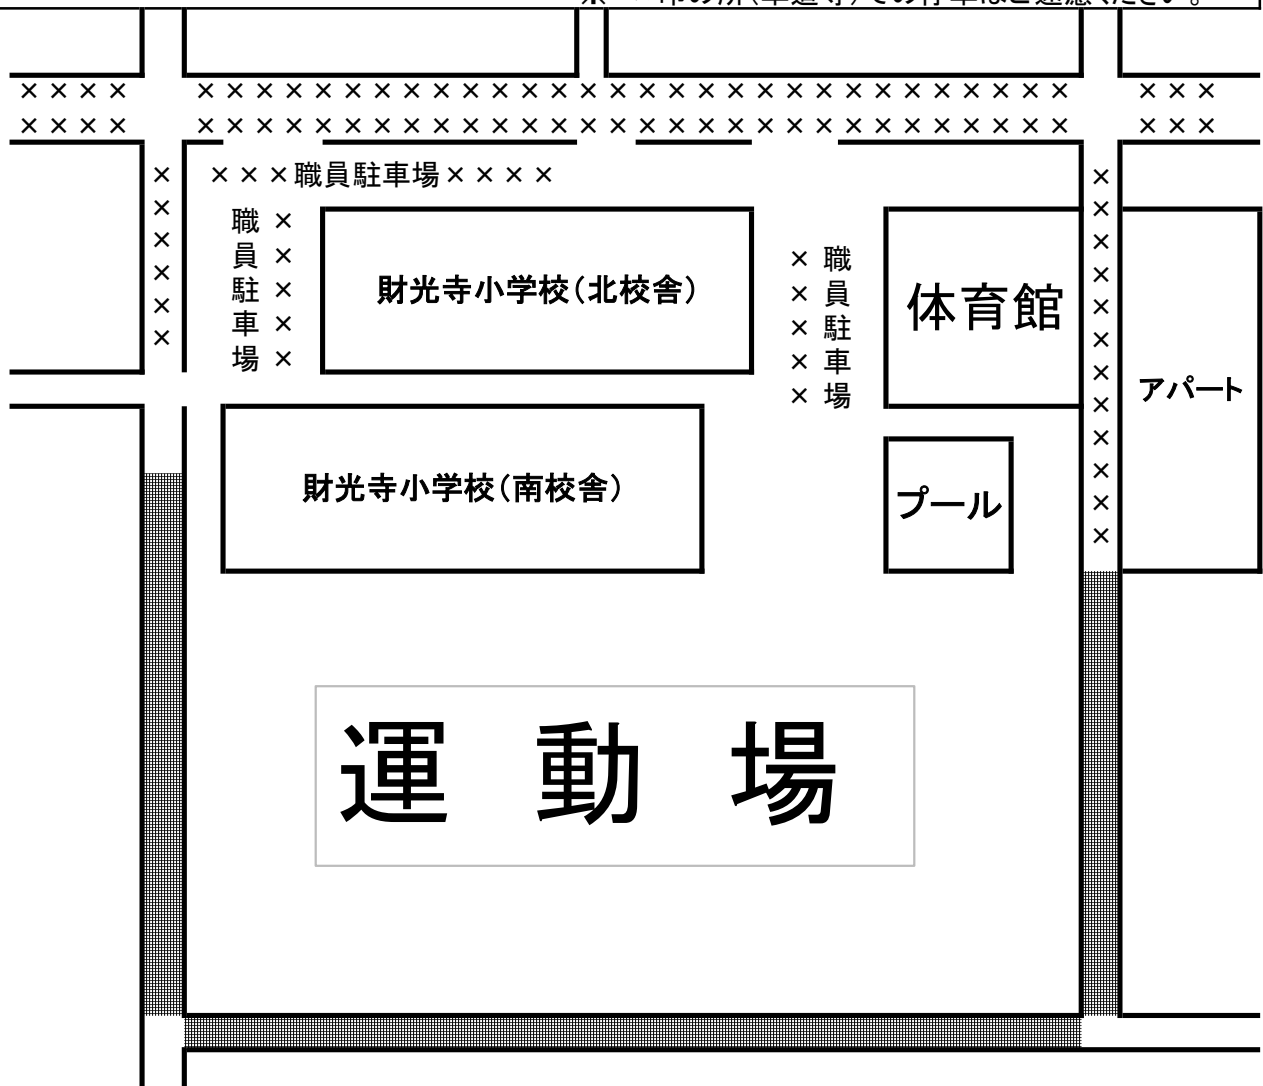 × × × × × × × × × × × × × × × × × × × × × × × × × × × × × × × × × × × × ×
× × × × × × × × × × × × × × × × × × × × × × × × × × × × × × × × × × × × ×
× × ×職員駐車場× × × ×
職員駐車場
× × × × ×
財光寺小学校(北校舎)
× × × × ×
職員駐車場
体育館
アパート
× × × × × ×
× × × × × × × × × × × ×
財光寺小学校(南校舎)
プール
運 動 場